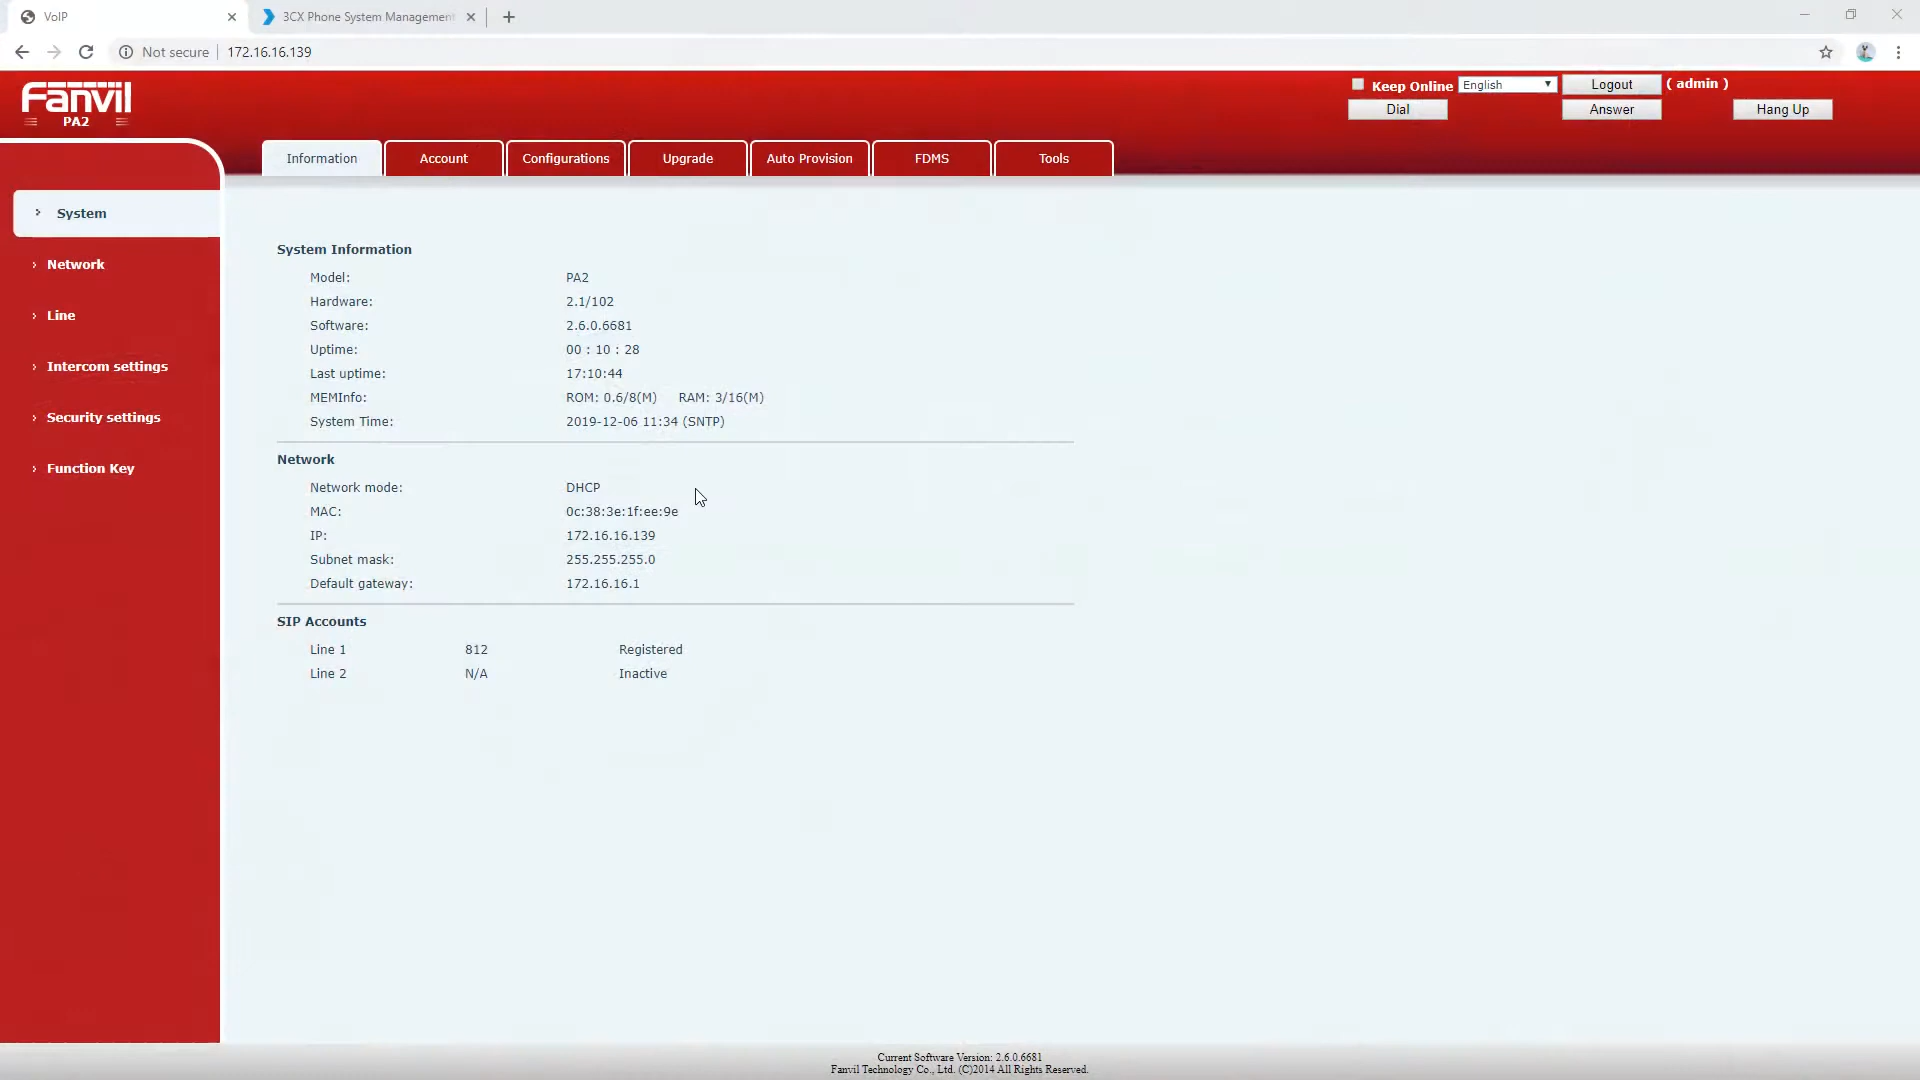 VoIP
3CX Phone System Management
Not secure
172.16.16.139
Fanvil
PA2
Keep Online
English
Logout
( admin )
Dial
Answer
Hang Up
Information
Account
Configurations
Upgrade
Auto Provision
FDMS
Tools
System
Network
Line
Intercom settings
Security settings
Function Key
System Information
Model: PA2
Hardware: 2.1/102
Software: 2.6.0.6681
Uptime: 00 : 10 : 28
Last uptime: 17:10:44
MEMInfo: ROM: 0.6/8(M) RAM: 3/16(M)
System Time: 2019-12-06 11:34 (SNTP)
Network
Network mode: DHCP
MAC: 0c:38:3e:1f:ee:9e
IP: 172.16.16.139
Subnet mask: 255.255.255.0
Default gateway: 172.16.16.1
SIP Accounts
Line 1 812 Registered
Line 2 N/A Inactive
Current Software Version: 2.6.0.6681
Fanvil Technology Co., Ltd. (C)2014 All Rights Reserved.